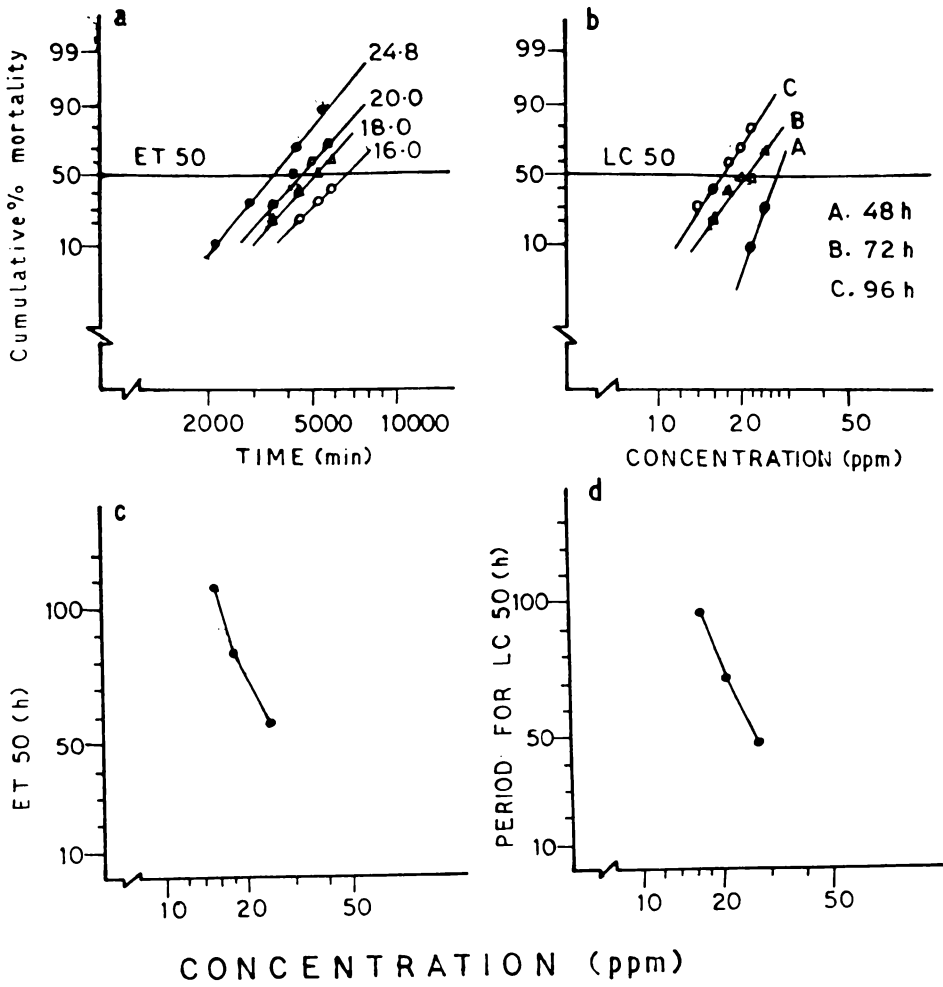 a
Cumulative % mortality
99
90
50
10
ET 50
24.8
20.0
18.0
16.0
2000
5000
10000
TIME (min)
b
99
90
50
10
LC 50
C
B
A
A. 48 h
B. 72 h
C. 96 h
10
20
50
CONCENTRATION (ppm)
c
ET 50 (h)
100
50
10
10
20
50
d
PERIOD FOR LC 50 (h)
100
50
10
10
20
50
CONCENTRATION (ppm)